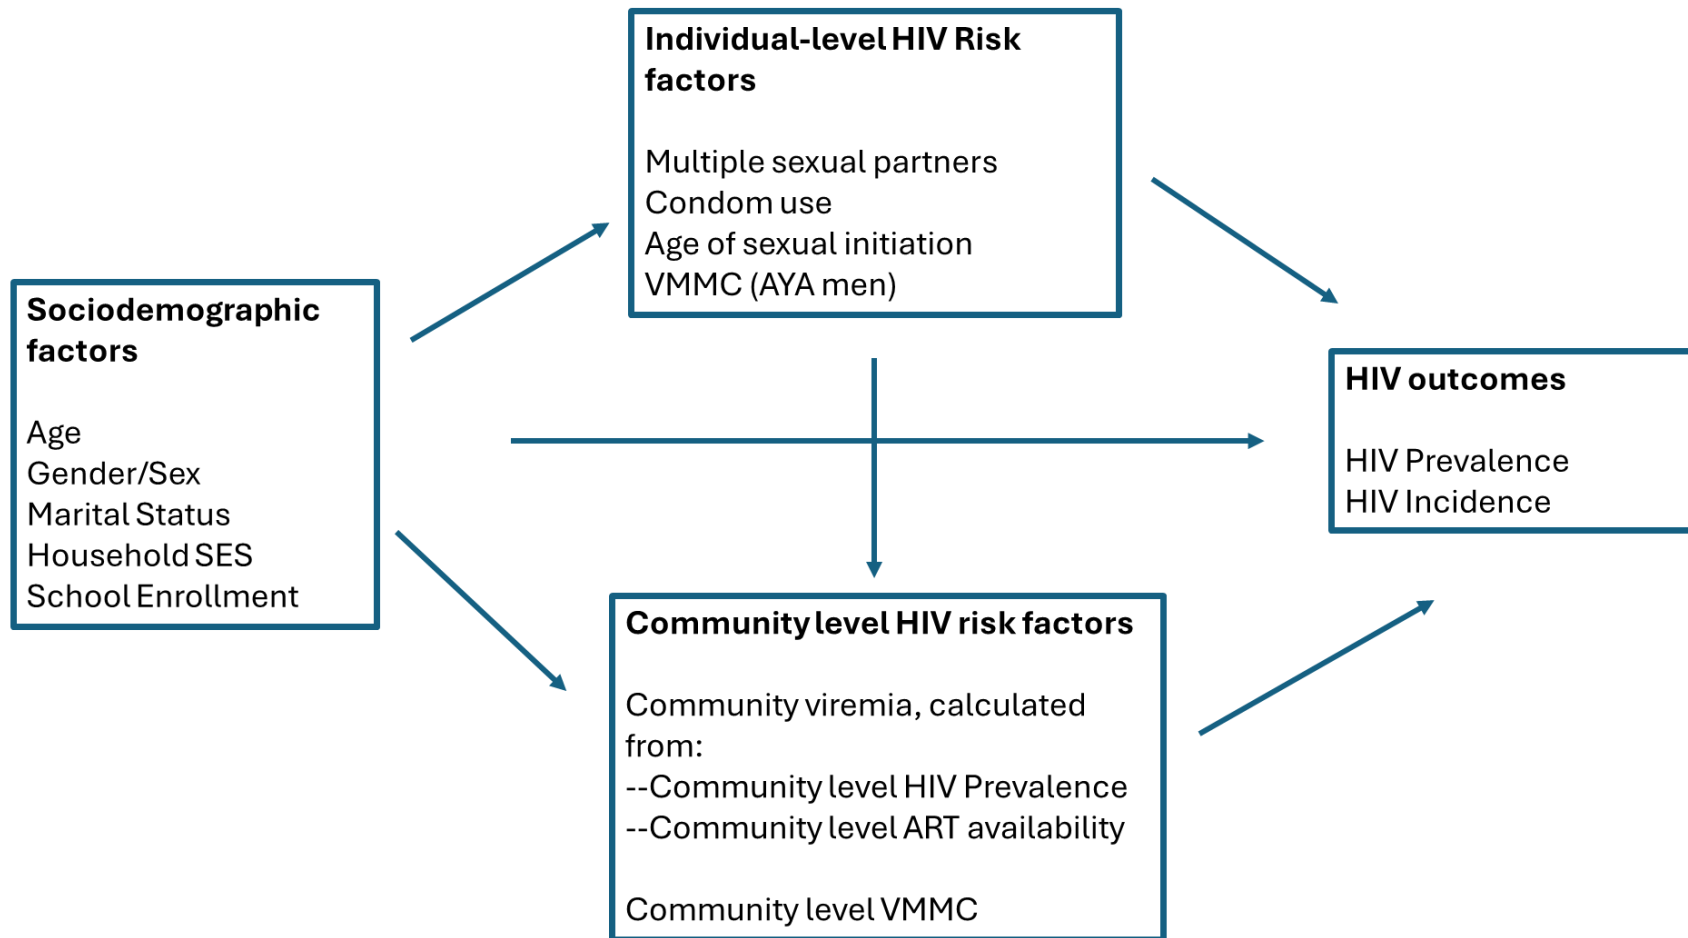 Individual-level HIV Risk
factors
Multiple sexual partners
Condom use
Age of sexual initiation
VMMC (AYA men)
Sociodemographic
factors
Age
Gender/Sex
Marital Status
Household SES
School Enrollment
HIV outcomes
HIV Prevalence
HIV Incidence
Community level HIV risk factors
Community viremia, calculated
from:
--Community level HIV Prevalence
--Community level ART availability
Community level VMMC